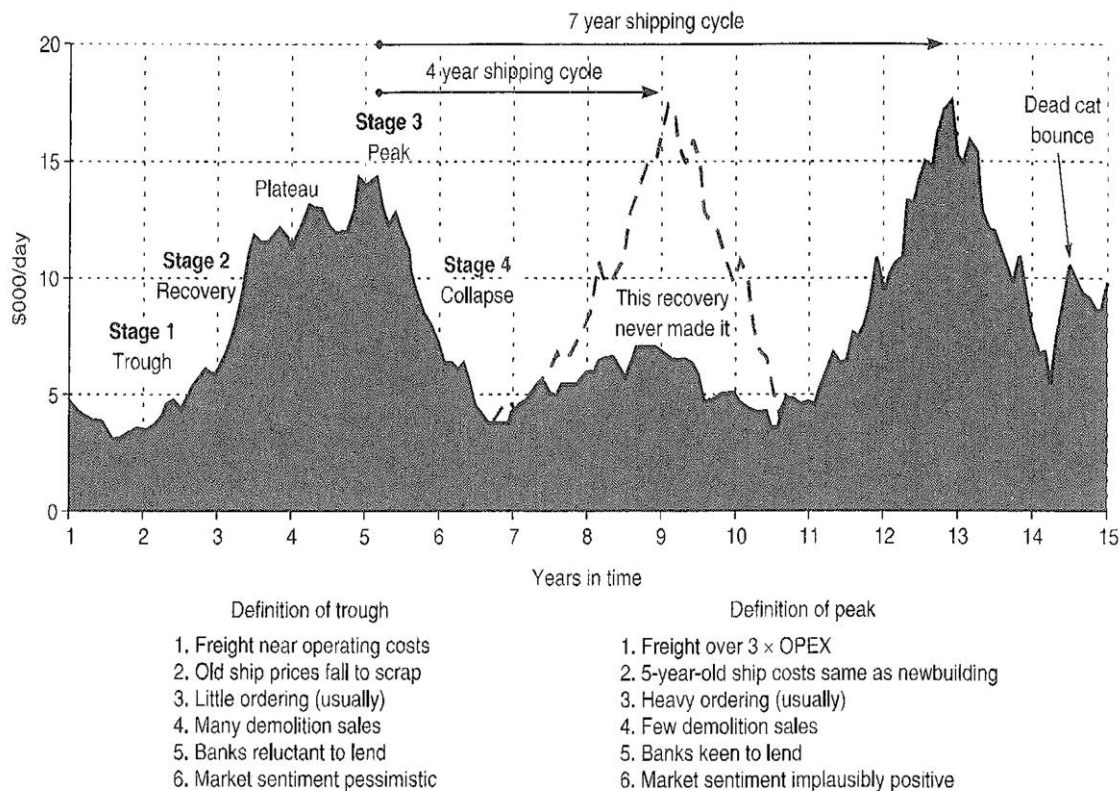 7 year shipping cycle
20
4 year shipping cycle
Dead cat
bounce
Stage 3
Peak
15
Plateau
$000/day
Stage 2
Recovery
Stage 4
Collapse
10
This recovery
never made it
Stage 1
Trough
5
0
1 2 3 4 5 6 7 8 9 10 11 12 13 14 15
Years in time
Definition of trough
1. Freight near operating costs
2. Old ship prices fall to scrap
3. Little ordering (usually)
4. Many demolition sales
5. Banks reluctant to lend
6. Market sentiment pessimistic
Definition of peak
1. Freight over 3 × OPEX
2. 5-year-old ship costs same as newbuilding
3. Heavy ordering (usually)
4. Few demolition sales
5. Banks keen to lend
6. Market sentiment implausibly positive